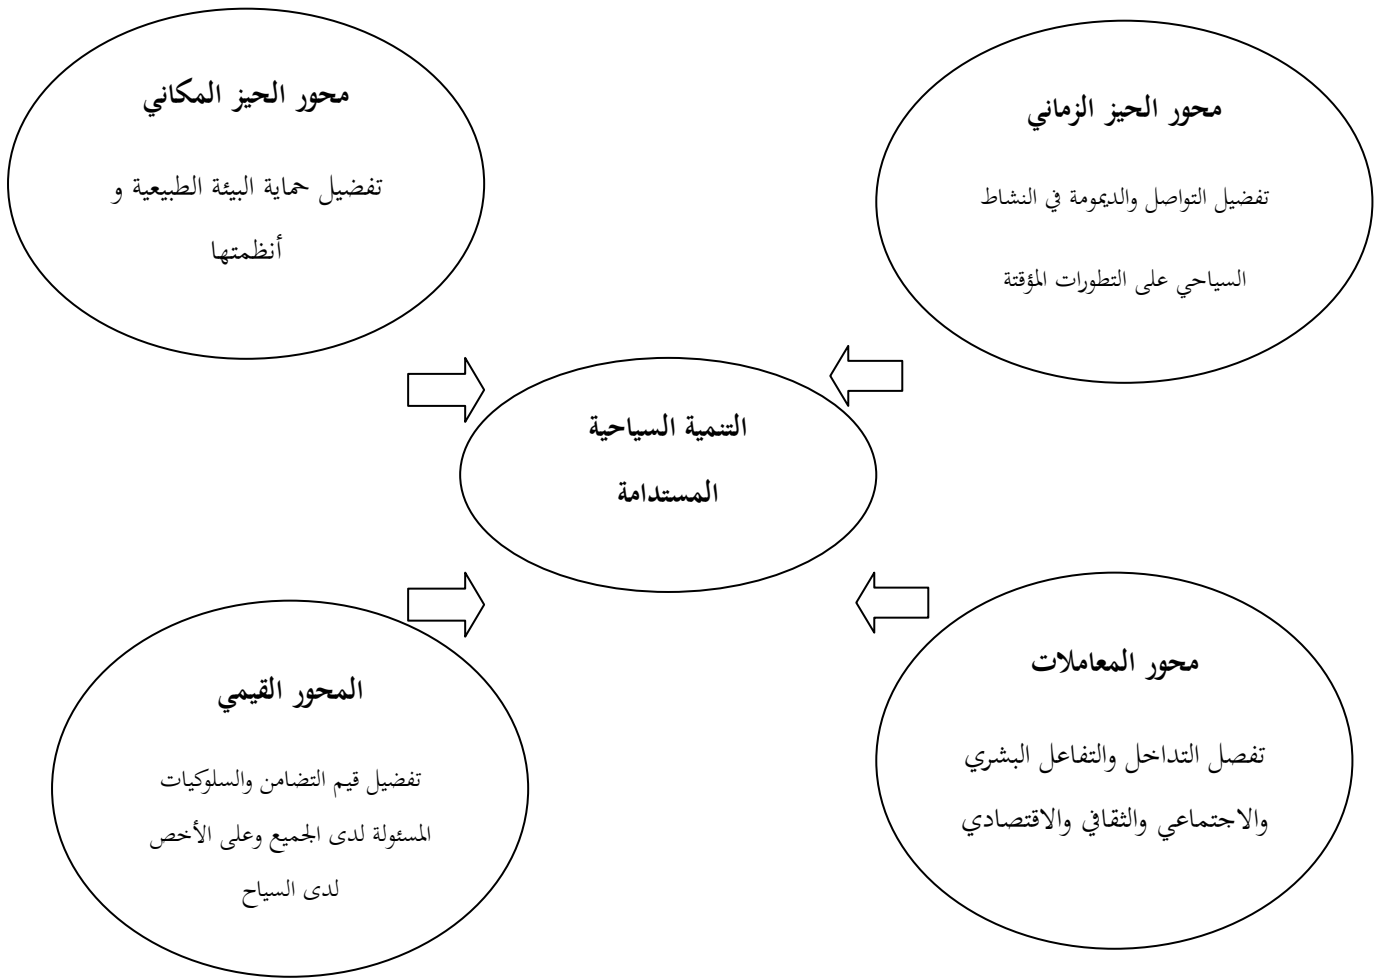 محور الحيز الزماني
تفضيل التواصل والديمومة في النشاط
السياحي على التطورات المؤقتة
محور الحيز المكاني
تفضيل حماية البيئة الطبيعية و
أنظمتها
التنمية السياحية
المستدامة
محور المعاملات
تفصل التداخل والتفاعل البشري
والاجتماعي والثقافي والاقتصادي
المحور القيمي
تفضيل قيم التضامن والسلوكيات
المسئولة لدى الجميع وعلى الأخص
لدى السياح